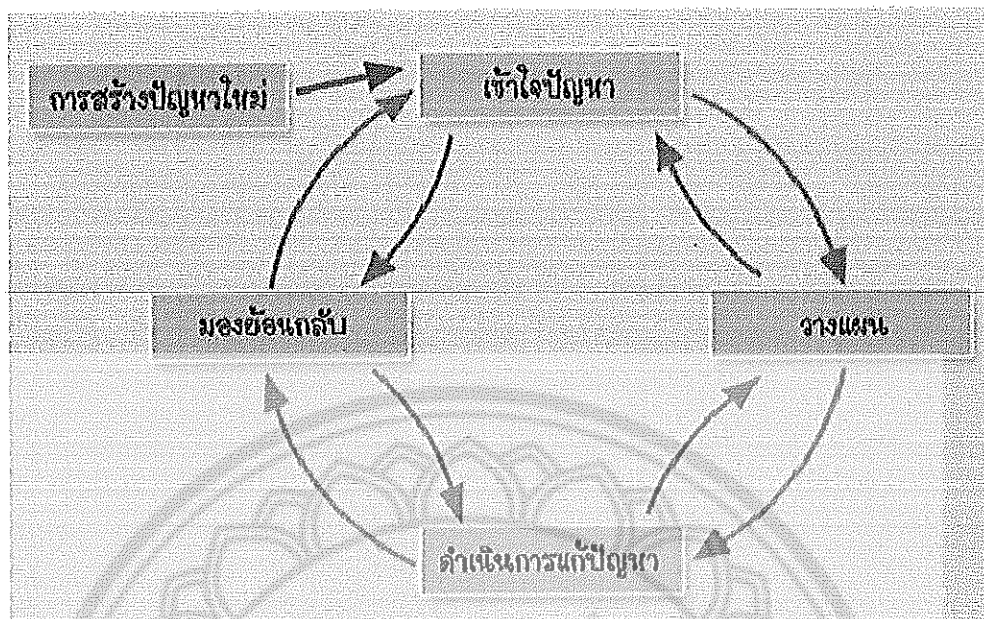 การสร้างปัญหาใหม่
เข้าใจปัญหา
มองย้อนกลับ
วางแผน
ดำเนินการแก้ปัญหา